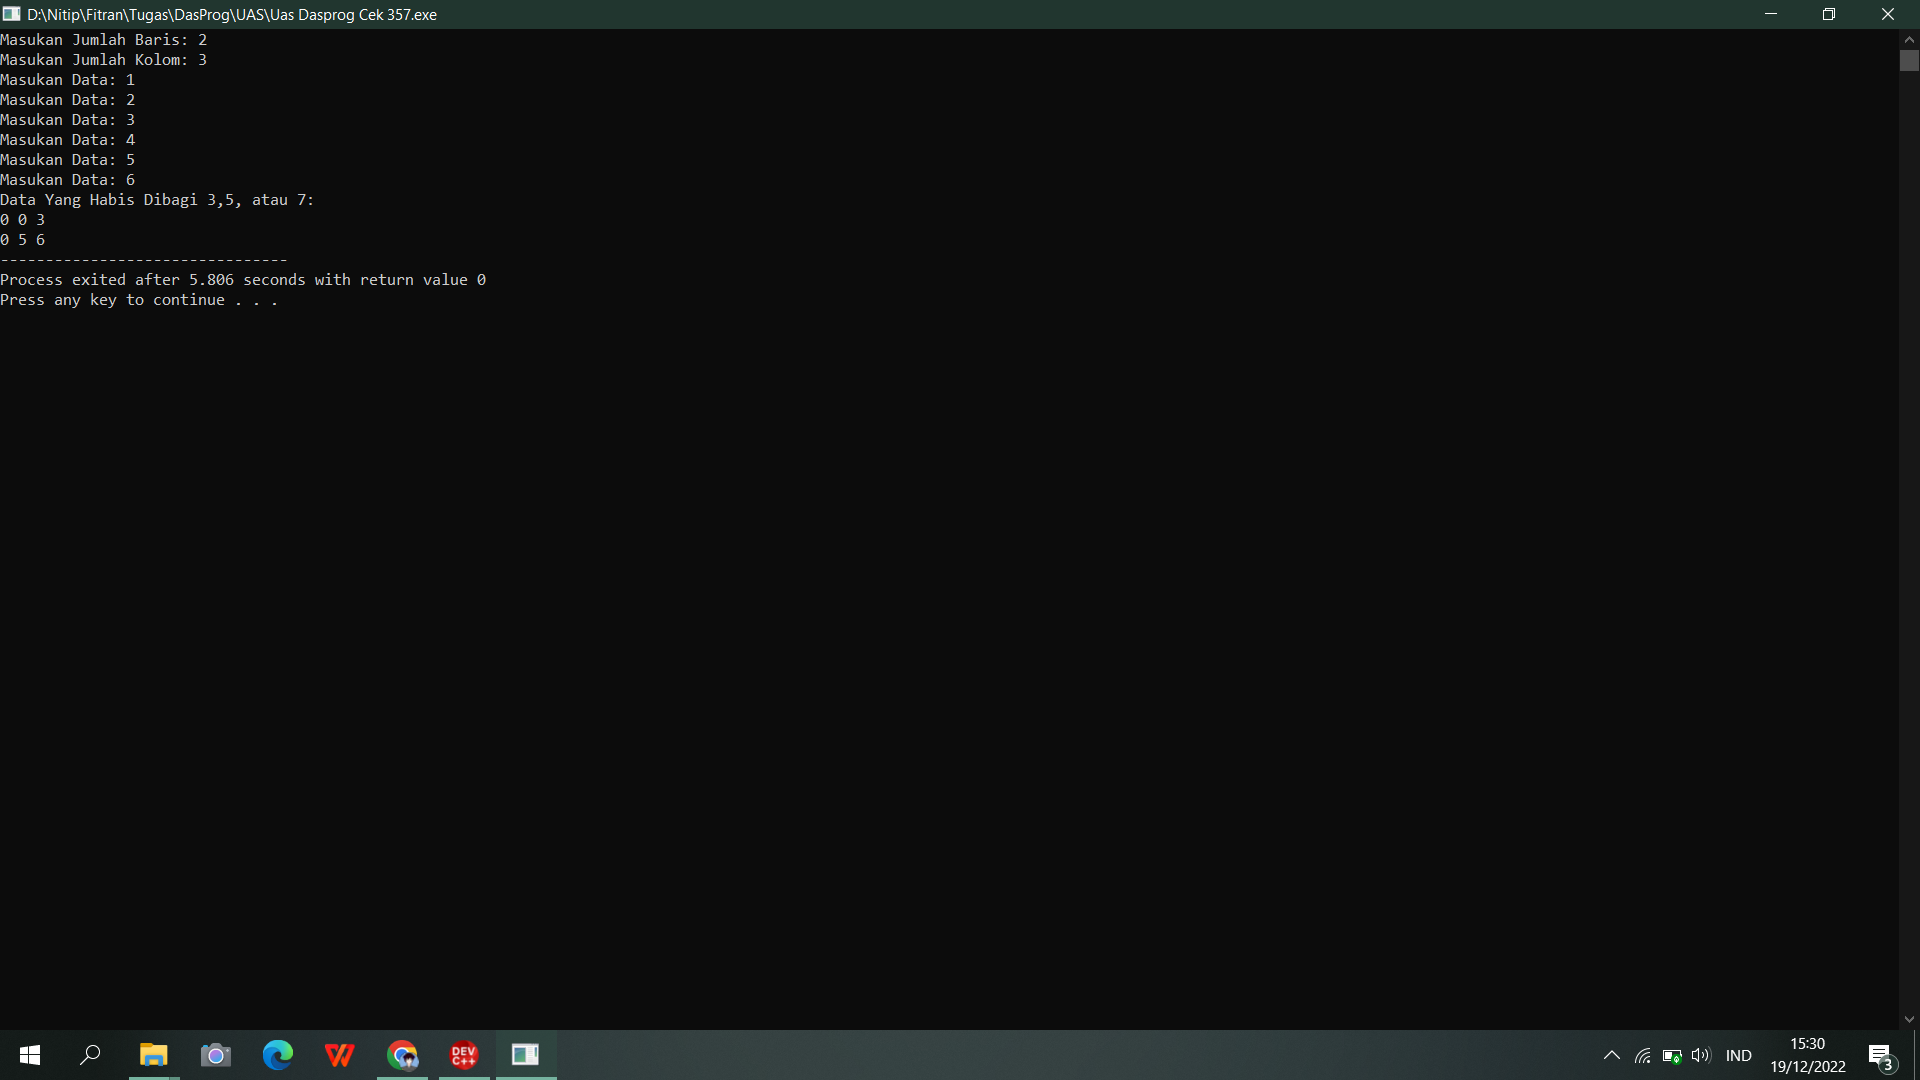 D:\Nitip\Fitran\Tugas\DasProg\UAS\Uas Dasprog Cek 357.exe
Masukan Jumlah Baris: 2
Masukan Jumlah Kolom: 3
Masukan Data: 1
Masukan Data: 2
Masukan Data: 3
Masukan Data: 4
Masukan Data: 5
Masukan Data: 6
Data Yang Habis Dibagi 3,5, atau 7:
0 0 3
0 5 6
--------------------------------
Process exited after 5.806 seconds with return value 0
Press any key to continue . . .
DEV
C++
IND
15:30
19/12/2022
3